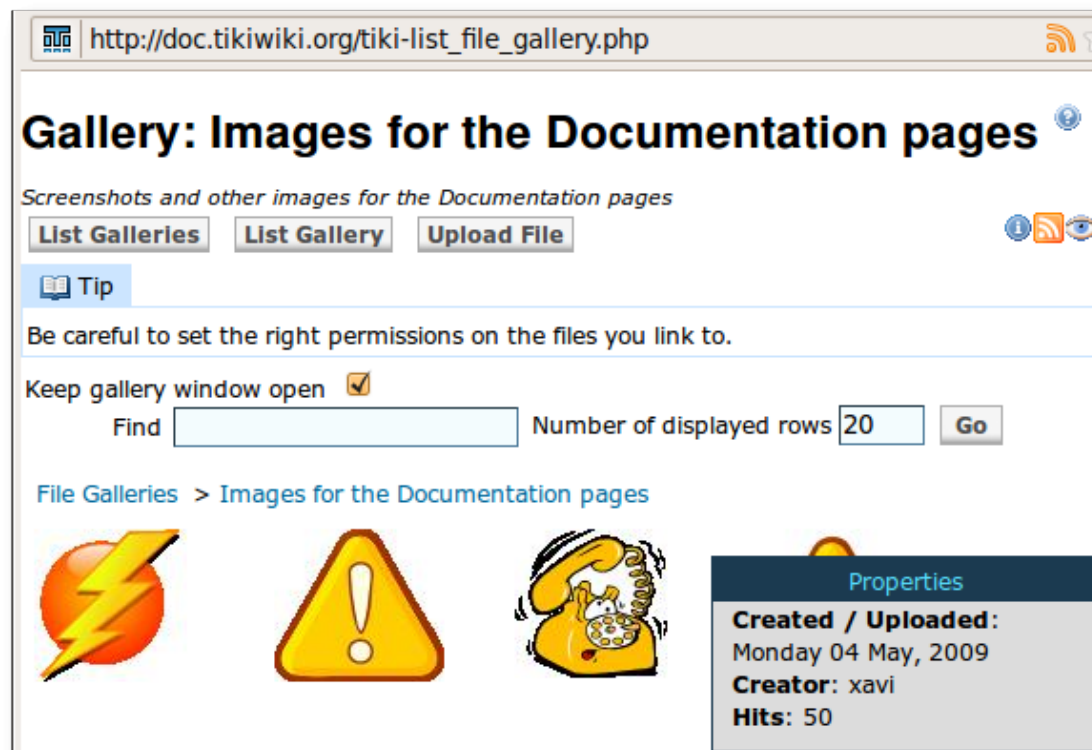 http://doc.tikiwiki.org/tiki-list_file_gallery.php
Gallery: Images for the Documentation pages
Screenshots and other images for the Documentation pages
List Galleries List Gallery Upload File
Tip
Be careful to set the right permissions on the files you link to.
Keep gallery window open
Find Number of displayed rows 20 Go
File Galleries > Images for the Documentation pages
Properties
Created / Uploaded:
Monday 04 May, 2009
Creator: xavi
Hits: 50